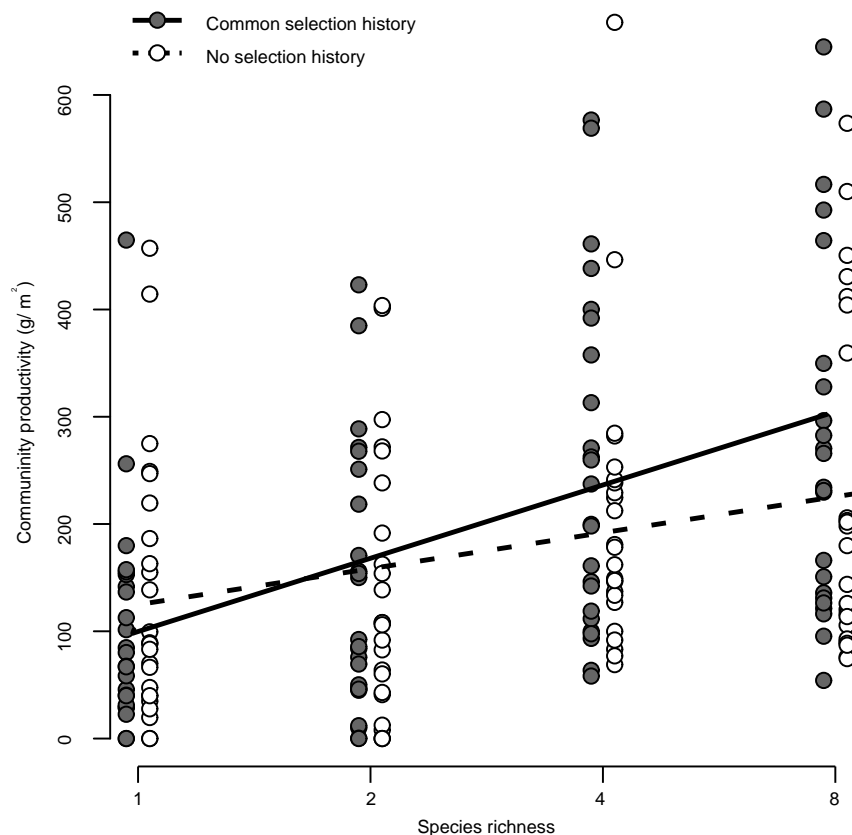 Common selection history
No selection history
600
500
400
300
200
100
0
Communinity productivity (g/ m²)
1 2 4 8
Species richness